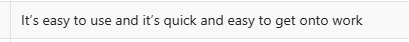 It’s easy to use and it’s quick and easy to get onto work